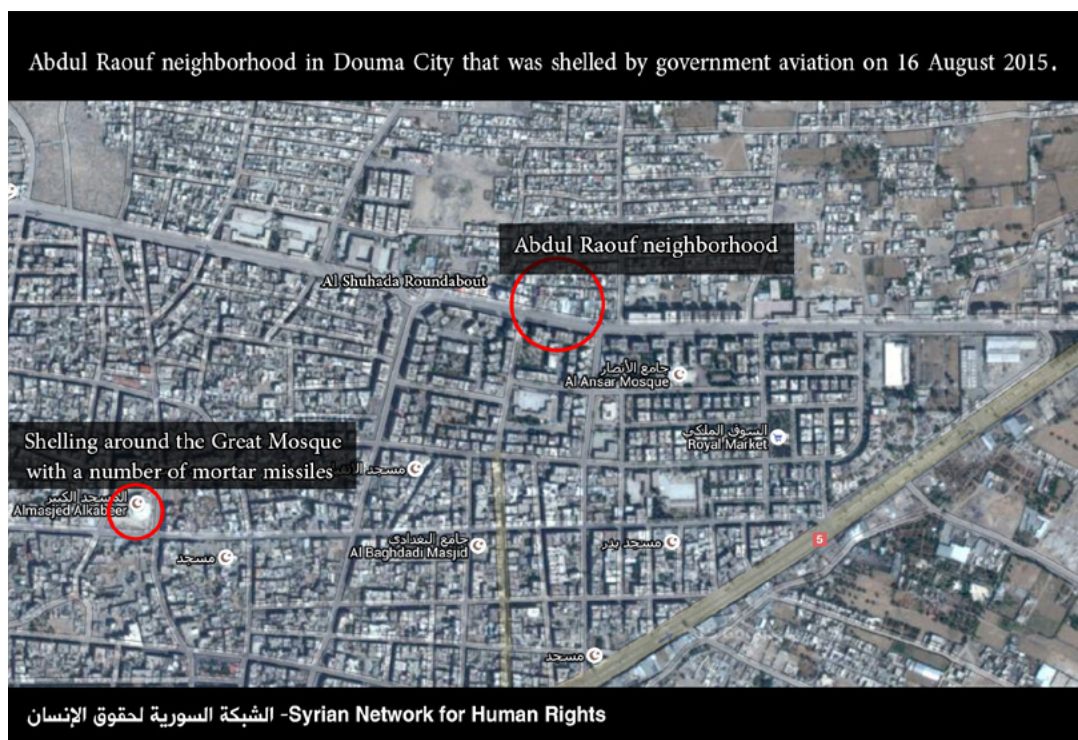 Abdul Raouf neighborhood in Douma City that was shelled by government aviation on 16 August 2015.
Abdul Raouf neighborhood
Al Shuhada Roundabout
جامع الأنصار
Al Ansar Mosque
السوق الملكي
Royal Market
Shelling around the Great Mosque
with a number of mortar missiles
مسجد
المسجد الكبير
Almasjed Alkabeer
جامع البغدادي
Al Baghdadi Masjid
مسجد بدر
5
مسجد
مسجد
الشبكة السورية لحقوق الإنسان -Syrian Network for Human Rights